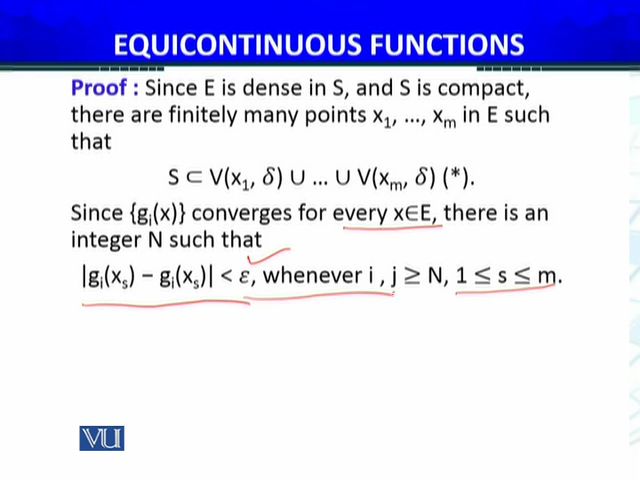 EQUICONTINUOUS FUNCTIONS
Proof : Since E is dense in S, and S is compact,
there are finitely many points x₁, ..., xₘ in E such
that
S ⊂ V(x₁, δ) ∪ ... ∪ V(xₘ, δ) (*).
Since {gᵢ(x)} converges for every x∈E, there is an
integer N such that
|gᵢ(xₛ) − gᵢ(xₛ)| < ε, whenever i , j ≥ N, 1 ≤ s ≤ m.
VU